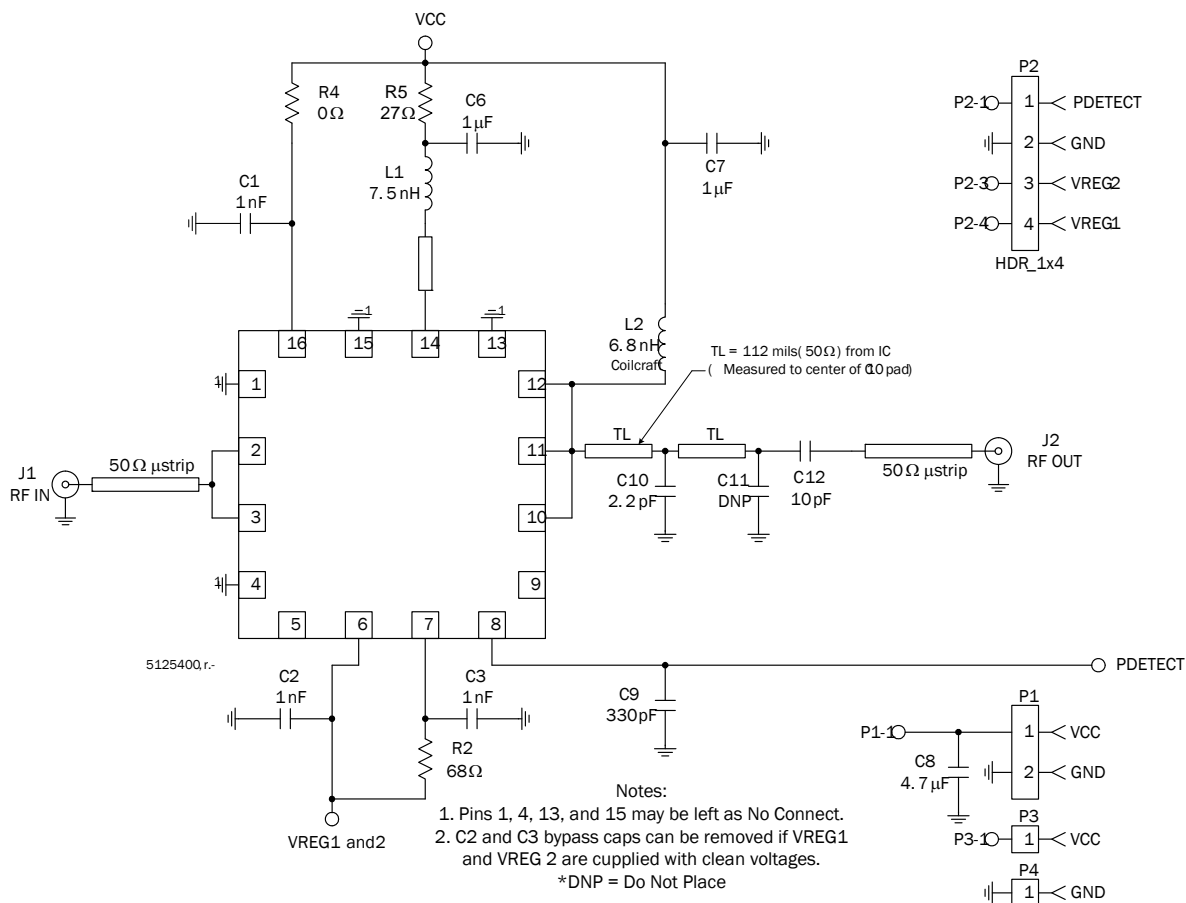 VCC
P2
R4
0Ω
R5
27Ω
C6
1μF
P2-1
1
PDETECT
2
GND
C7
1μF
L1
7.5nH
C1
1nF
P2-3
3
VREG2
P2-4
4
VREG1
HDR_1x4
16
15
14
13
L2
6.8nH
Coilcraft
TL = 112 mils(50Ω) from IC
( Measured to center of C10 pad)
1
12
2
11
TL
TL
J2
RF OUT
J1
RF IN
50Ω μstrip
C10
2.2pF
C11
DNP
C12
10pF
50Ω μstrip
3
10
4
9
5
6
7
8
5125400,r.-
PDETECT
C2
1nF
C3
1nF
C9
330pF
P1
P1-1
1
VCC
R2
68Ω
C8
4.7μF
2
GND
VREG1 and2
Notes:
1. Pins 1, 4, 13, and 15 may be left as No Connect.
2. C2 and C3 bypass caps can be removed if VREG1
and VREG 2 are cupplied with clean voltages.
*DNP = Do Not Place
P3
P3-1
1
VCC
P4
1
GND